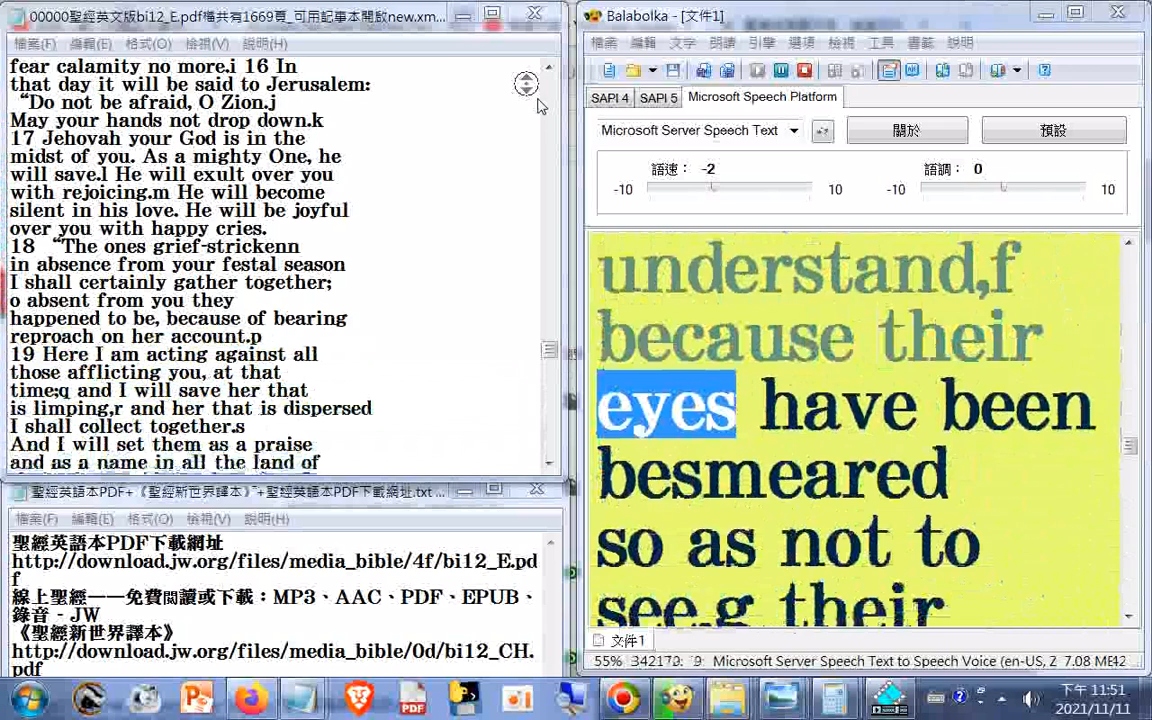 00000聖經英文版bi12_E.pdf檔共有1669頁_可用記事本開啟new.xm...
檔案(F) 編輯(E) 格式(O) 檢視(V) 說明(H)
fear calamity no more.i 16 In
that day it will be said to Jerusalem:
“Do not be afraid, O Zion.j
May your hands not drop down.k
17 Jehovah your God is in the
midst of you. As a mighty One, he
will save.l He will exult over you
with rejoicing.m He will become
silent in his love. He will be joyful
over you with happy cries.
18 “The ones grief-strickenn
in absence from your festal season
I shall certainly gather together;
o absent from you they
happened to be, because of bearing
reproach on her account.p
19 Here I am acting against all
those afflicting you, at that
time;q and I will save her that
is limping,r and her that is dispersed
I shall collect together.s
And I will set them as a praise
and as a name in all the land of
聖經英語本PDF+《聖經新世界譯本》"+聖經英語本PDF下載網址.txt ...
檔案(F) 編輯(E) 格式(O) 檢視(V) 說明(H)
聖經英語本PDF下載網址
http://download.jw.org/files/media_bible/4f/bi12_E.pd
f
線上聖經——免費閱讀或下載：MP3、AAC、PDF、EPUB、
錄音 - JW
《聖經新世界譯本》
http://download.jw.org/files/media_bible/0d/bi12_CH.
pdf
Balabolka - [文件1]
檔案 編輯 文字 朗讀 引擎 選項 檢視 工具 書籤 說明
SAPI 4 SAPI 5 Microsoft Speech Platform
Microsoft Server Speech Text 關於 預設
語速： -2 語調： 0
-10 10 -10 10
understand,f
because their
eyes have been
besmeared
so as not to
see,g their
文件1
55% Microsoft Server Speech Text to Speech Voice (en-US, Z 7.08 ME
下午 11:51
2021/11/11